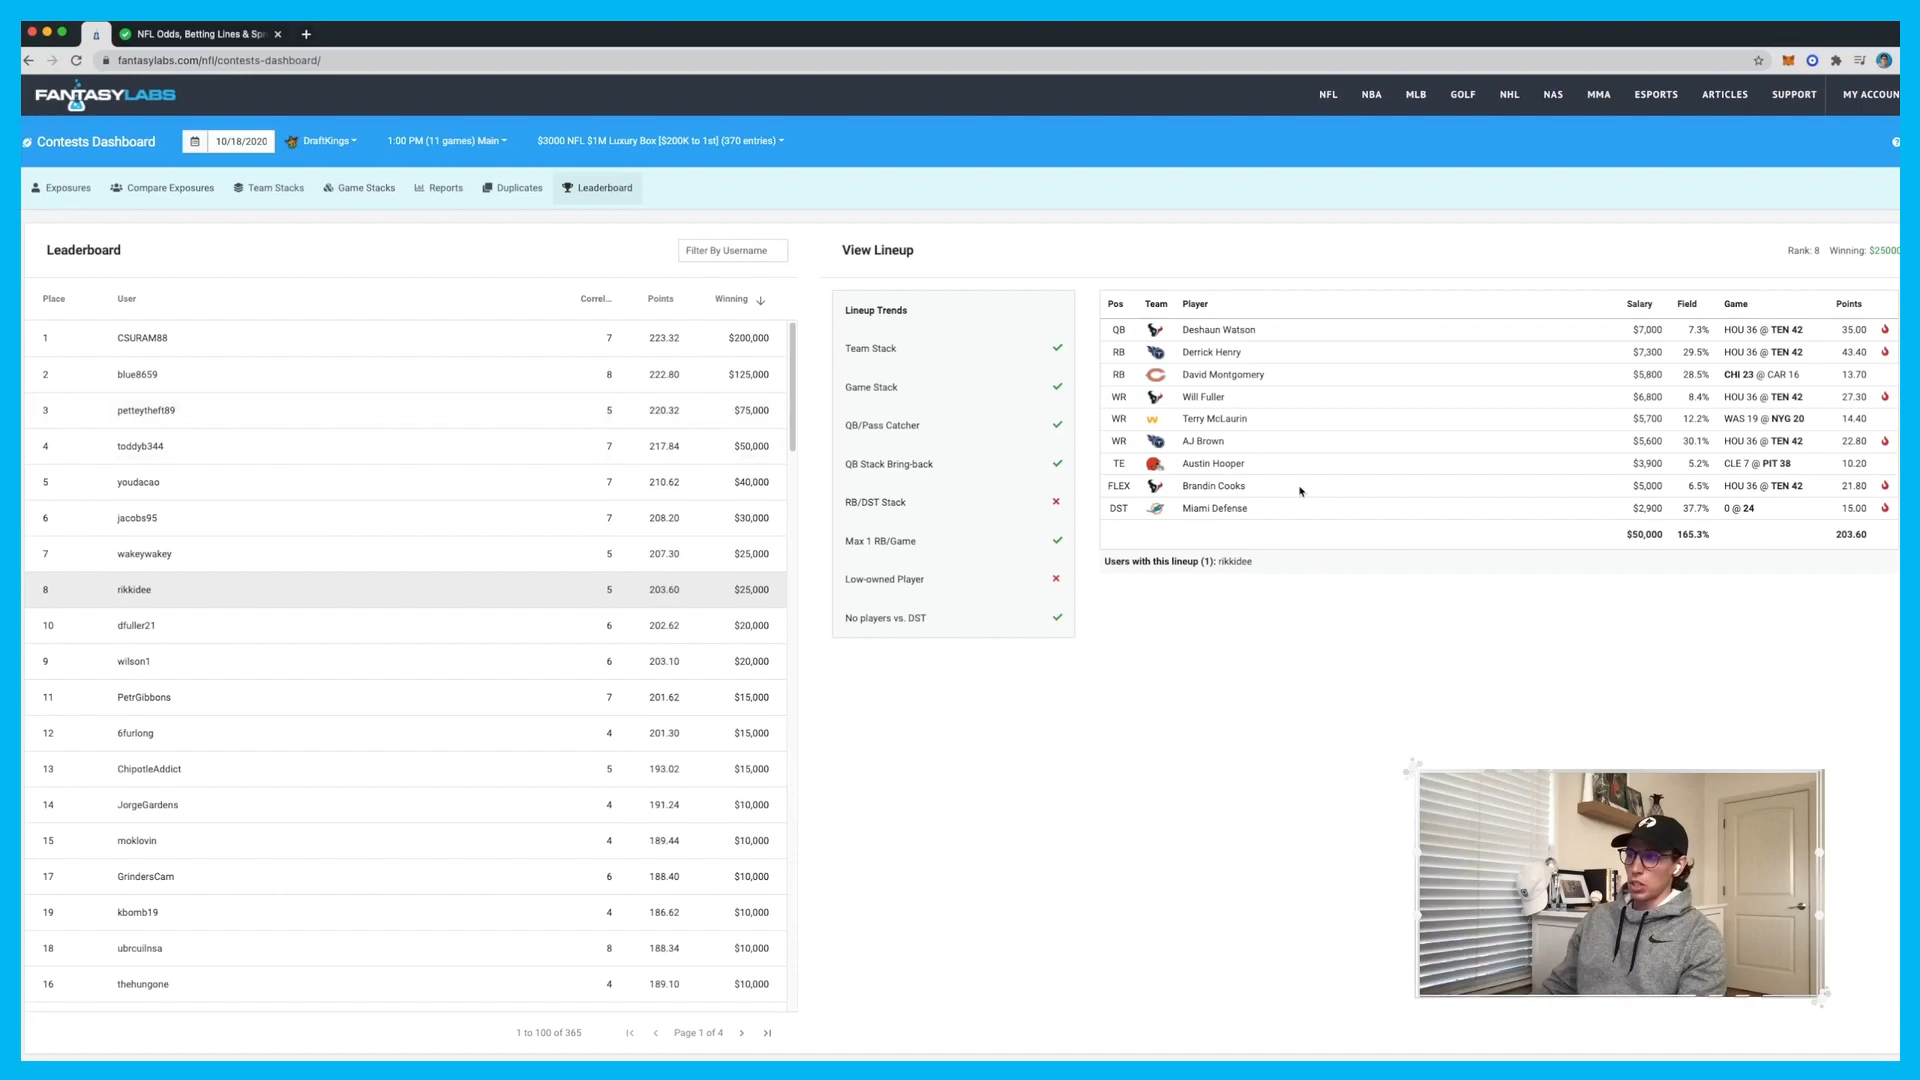 NFL Odds, Betting Lines & Spr
fantasylabs.com/nfl/contests-dashboard/
FANTASYLABS
NFL NBA MLB GOLF NHL NAS MMA ESPORTS ARTICLES SUPPORT MY ACCOUN
Contests Dashboard 10/18/2020 DraftKings 1:00 PM (11 games) Main $3000 NFL $1M Luxury Box [$200K to 1st] (370 entries)
Exposures Compare Exposures Team Stacks Game Stacks Reports Duplicates Leaderboard
Leaderboard Filter By Username
Place User Correl... Points Winning
1 CSURAM88 7 223.32 $200,000
2 blue8659 8 222.80 $125,000
3 petteytheft89 5 220.32 $75,000
4 toddyb344 7 217.84 $50,000
5 youdacao 7 210.62 $40,000
6 jacobs95 7 208.20 $30,000
7 wakeywakey 5 207.30 $25,000
8 rikkidee 5 203.60 $25,000
10 dfuller21 6 202.62 $20,000
9 wilson1 6 203.10 $20,000
11 PetrGibbons 7 201.62 $15,000
12 6furlong 4 201.30 $15,000
13 ChipotleAddict 5 193.02 $15,000
14 JorgeGardens 4 191.24 $10,000
15 moklovin 4 189.44 $10,000
17 GrindersCam 6 188.40 $10,000
19 kbomb19 4 186.62 $10,000
18 ubrcuilnsa 8 188.34 $10,000
16 thehungone 4 189.10 $10,000
1 to 100 of 365 Page 1 of 4
View Lineup Rank: 8 Winning: $25000
Lineup Trends
Team Stack
Game Stack
QB/Pass Catcher
QB Stack Bring-back
RB/DST Stack
Max 1 RB/Game
Low-owned Player
No players vs. DST
Pos Team Player Salary Field Game Points
QB Deshaun Watson $7,000 7.3% HOU 36 @ TEN 42 35.00
RB Derrick Henry $7,300 29.5% HOU 36 @ TEN 42 43.40
RB David Montgomery $5,800 28.5% CHI 23 @ CAR 16 13.70
WR Will Fuller $6,800 8.4% HOU 36 @ TEN 42 27.30
WR Terry McLaurin $5,700 12.2% WAS 19 @ NYG 20 14.40
WR AJ Brown $5,600 30.1% HOU 36 @ TEN 42 22.80
TE Austin Hooper $3,900 5.2% CLE 7 @ PIT 38 10.20
FLEX Brandin Cooks $5,000 6.5% HOU 36 @ TEN 42 21.80
DST Miami Defense $2,900 37.7% 0 @ 24 15.00
$50,000 165.3% 203.60
Users with this lineup (1): rikkidee